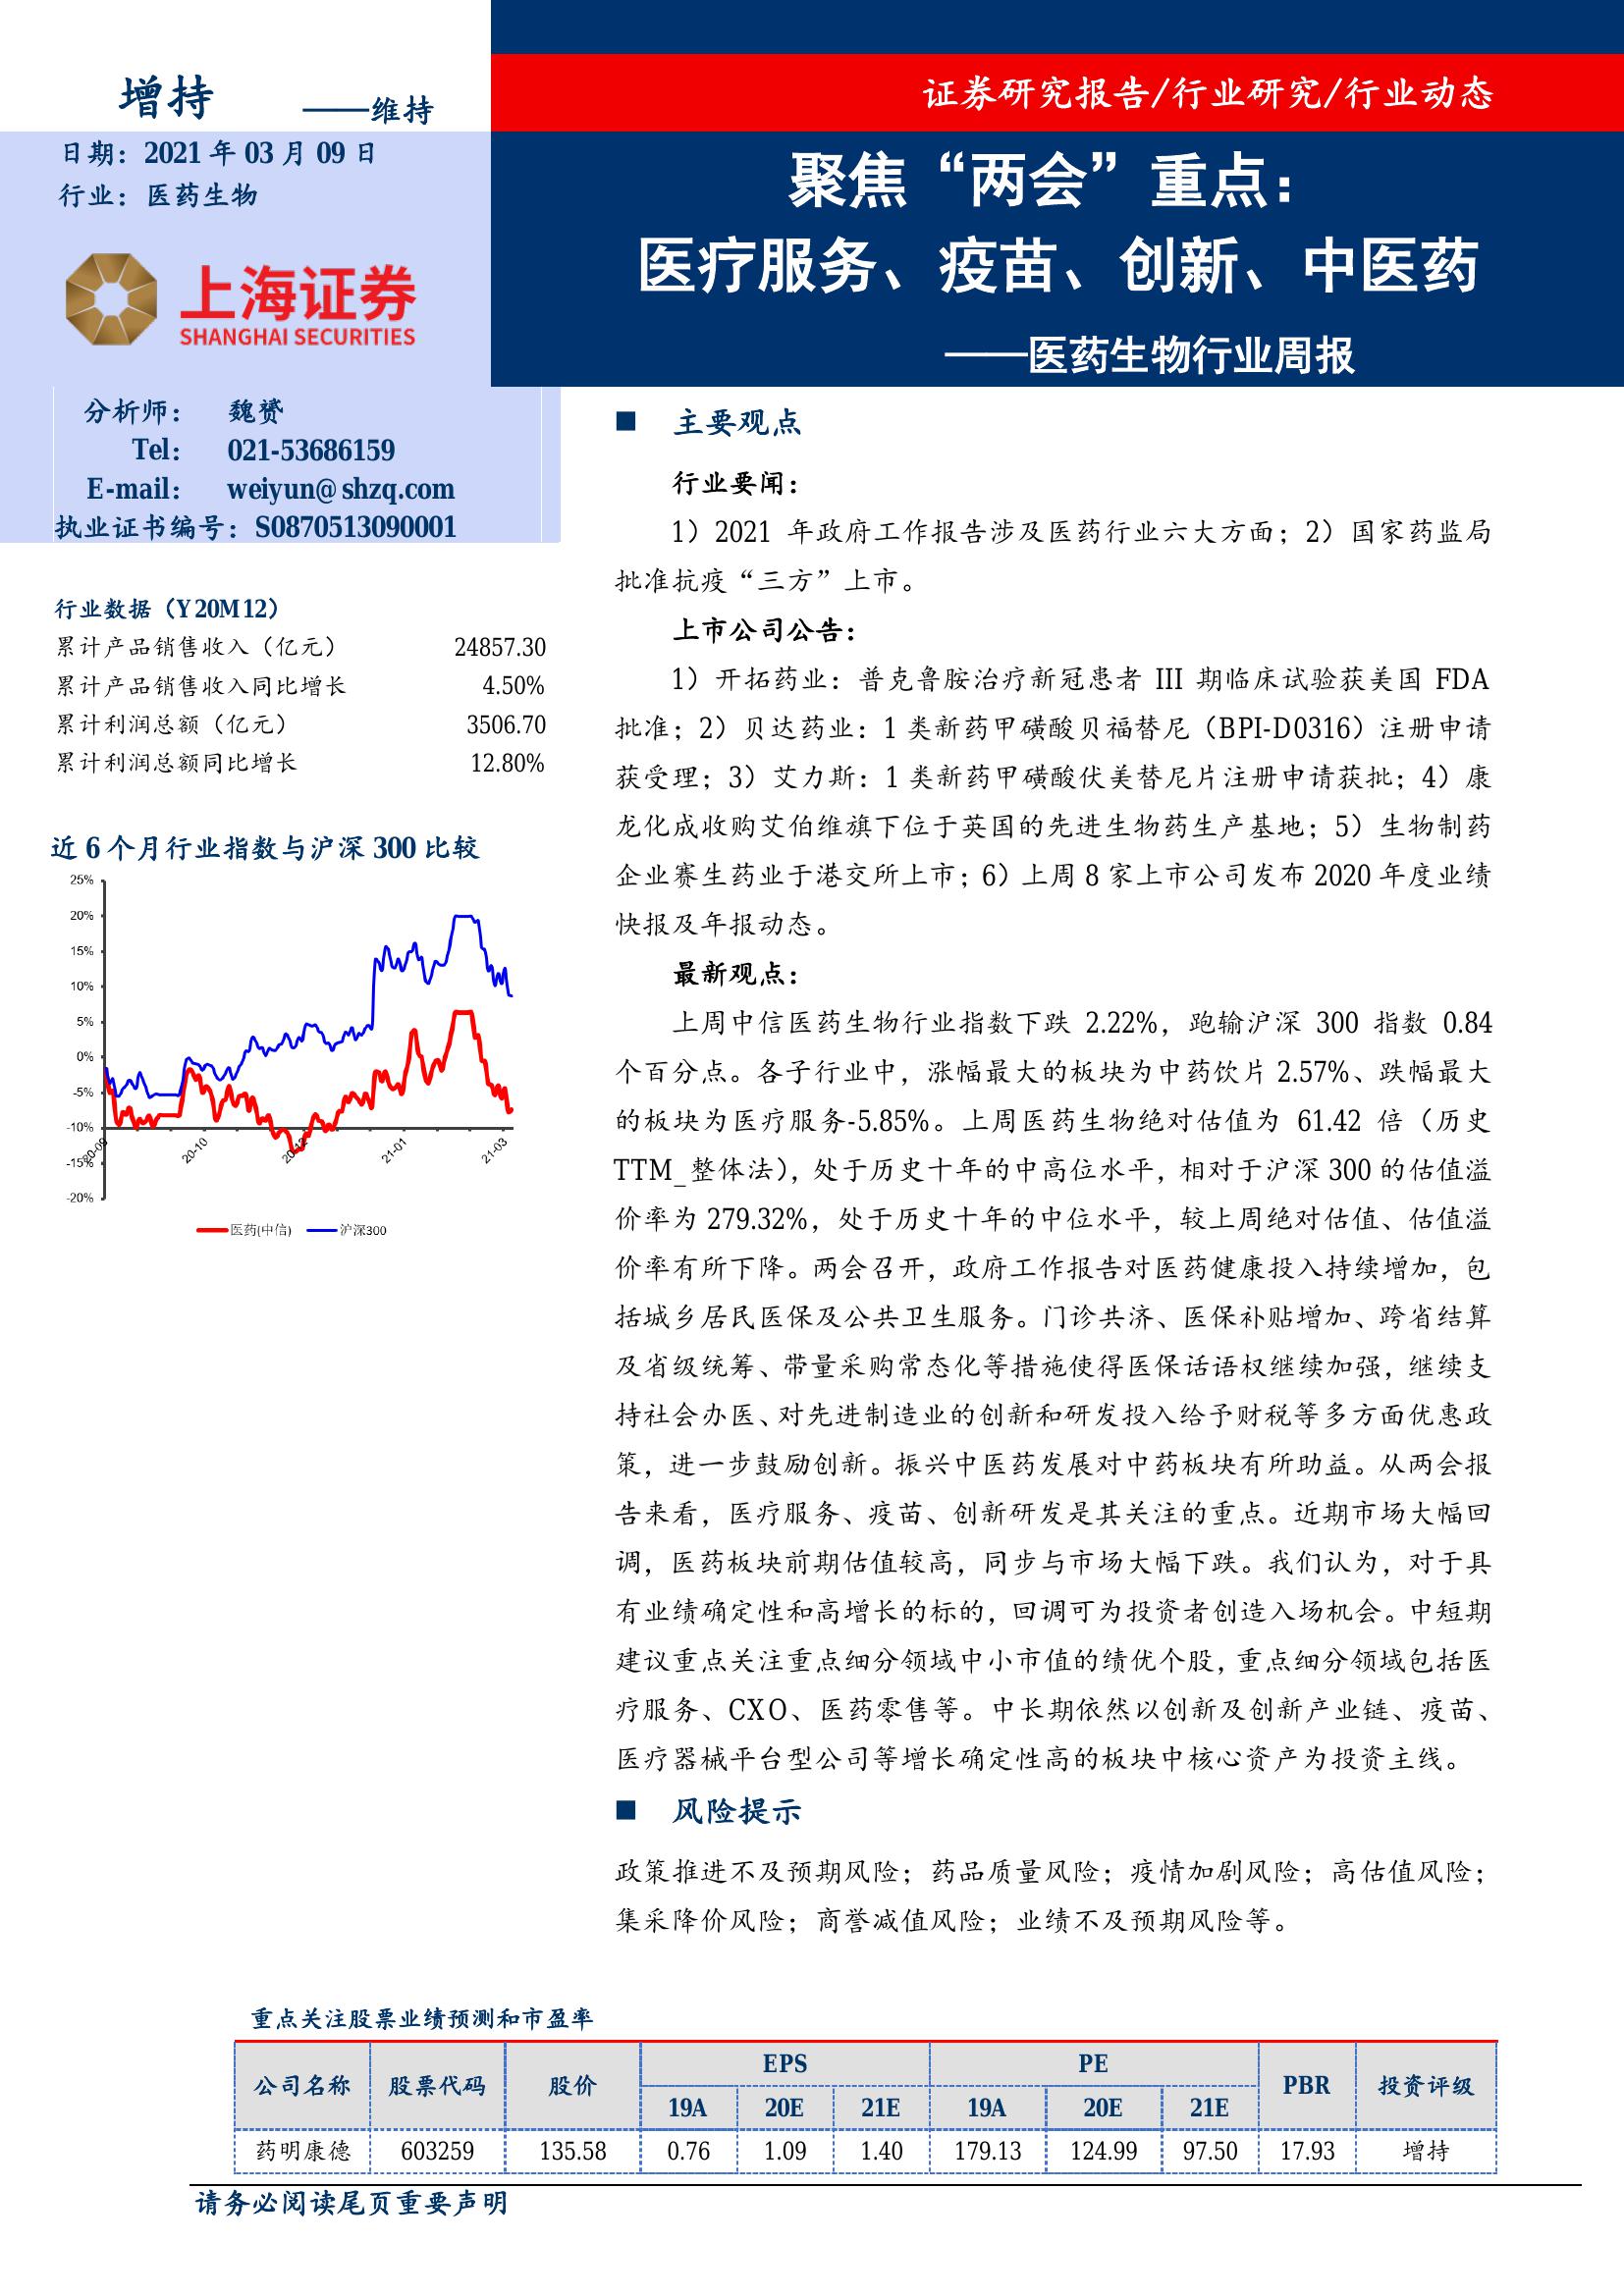 增持 ——维持
日期：2021 年 03 月 09 日
行业：医药生物
上海证券
SHANGHAI SECURITIES
分析师： 魏赟
Tel： 021-53686159
E-mail： weiyun@shzq.com
执业证书编号：S0870513090001
行业数据（Y20M12）
累计产品销售收入（亿元） 24857.30
累计产品销售收入同比增长 4.50%
累计利润总额（亿元） 3506.70
累计利润总额同比增长 12.80%
近 6 个月行业指数与沪深 300 比较
25%
20%
15%
10%
5%
0%
-5%
-10%
-15%
-20%
20-09 20-10 20-12 21-01 21-03
医药(中信) 沪深300
证券研究报告/行业研究/行业动态
聚焦“两会”重点：
医疗服务、疫苗、创新、中医药
——医药生物行业周报
■ 主要观点
行业要闻：
1）2021 年政府工作报告涉及医药行业六大方面；2）国家药监局
批准抗疫“三方”上市。
上市公司公告：
1）开拓药业：普克鲁胺治疗新冠患者 III 期临床试验获美国 FDA
批准；2）贝达药业：1 类新药甲磺酸贝福替尼（BPI-D0316）注册申请
获受理；3）艾力斯：1 类新药甲磺酸伏美替尼片注册申请获批；4）康
龙化成收购艾伯维旗下位于英国的先进生物药生产基地；5）生物制药
企业赛生药业于港交所上市；6）上周 8 家上市公司发布 2020 年度业绩
快报及年报动态。
最新观点：
上周中信医药生物行业指数下跌 2.22%，跑输沪深 300 指数 0.84
个百分点。各子行业中，涨幅最大的板块为中药饮片 2.57%、跌幅最大
的板块为医疗服务-5.85%。上周医药生物绝对估值为 61.42 倍（历史
TTM_整体法），处于历史十年的中高位水平，相对于沪深 300 的估值溢
价率为 279.32%，处于历史十年的中位水平，较上周绝对估值、估值溢
价率有所下降。两会召开，政府工作报告对医药健康投入持续增加，包
括城乡居民医保及公共卫生服务。门诊共济、医保补贴增加、跨省结算
及省级统筹、带量采购常态化等措施使得医保话语权继续加强，继续支
持社会办医、对先进制造业的创新和研发投入给予财税等多方面优惠政
策，进一步鼓励创新。振兴中医药发展对中药板块有所助益。从两会报
告来看，医疗服务、疫苗、创新研发是其关注的重点。近期市场大幅回
调，医药板块前期估值较高，同步与市场大幅下跌。我们认为，对于具
有业绩确定性和高增长的标的，回调可为投资者创造入场机会。中短期
建议重点关注重点细分领域中小市值的绩优个股，重点细分领域包括医
疗服务、CXO、医药零售等。中长期依然以创新及创新产业链、疫苗、
医疗器械平台型公司等增长确定性高的板块中核心资产为投资主线。
■ 风险提示
政策推进不及预期风险；药品质量风险；疫情加剧风险；高估值风险；
集采降价风险；商誉减值风险；业绩不及预期风险等。
重点关注股票业绩预测和市盈率
公司名称 股票代码 股价 EPS PE PBR 投资评级
19A 20E 21E 19A 20E 21E
药明康德 603259 135.58 0.76 1.09 1.40 179.13 124.99 97.50 17.93 增持
请务必阅读尾页重要声明